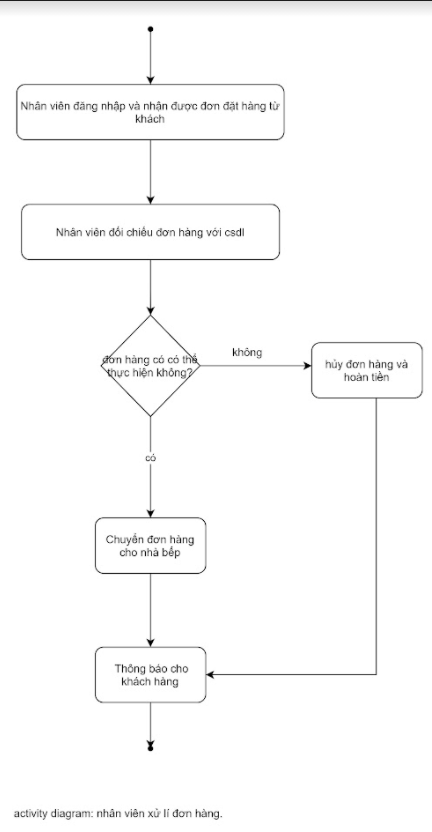 Nhân viên đăng nhập và nhận được đơn đặt hàng từ
khách
Nhân viên đối chiếu đơn hàng với csdl
đơn hàng có có thể
thực hiện không?
không
hủy đơn hàng và
hoàn tiền
có
Chuyển đơn hàng
cho nhà bếp
Thông báo cho
khách hàng
activity diagram: nhân viên xử lí đơn hàng.